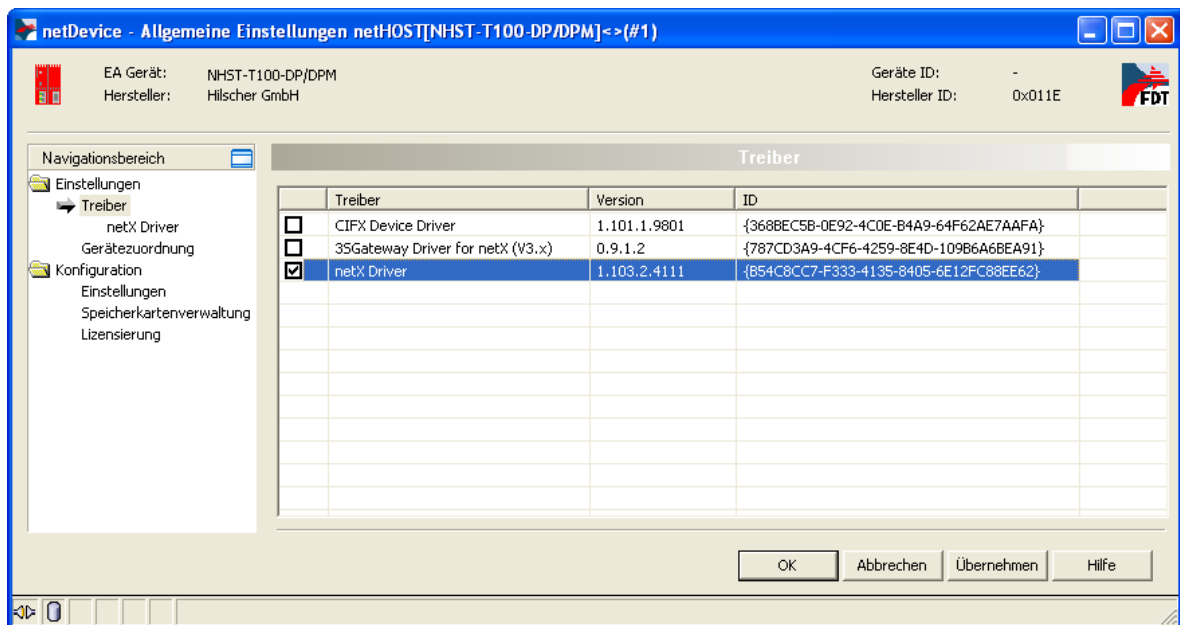 netDevice - Allgemeine Einstellungen netHOST[NHST-T100-DP/DPM]<>(#1)
EA Gerät: NHST-T100-DP/DPM Geräte ID: -
Hersteller: Hilscher GmbH Hersteller ID: 0x011E
FDT
Navigationsbereich
Einstellungen
Treiber
netX Driver
Gerätezuordnung
Konfiguration
Einstellungen
Speicherkartenverwaltung
Lizensierung
Treiber
Treiber Version ID
CIFX Device Driver 1.101.1.9801 {368BEC5B-0E92-4C0E-B4A9-64F62AE7AAFA}
3SGateway Driver for netX (V3.x) 0.9.1.2 {787CD3A9-4CF6-4259-8E4D-109B6A6BEA91}
netX Driver 1.103.2.4111 {B54C8CC7-F333-4135-8405-6E12FC88EE62}
OK Abbrechen Übernehmen Hilfe